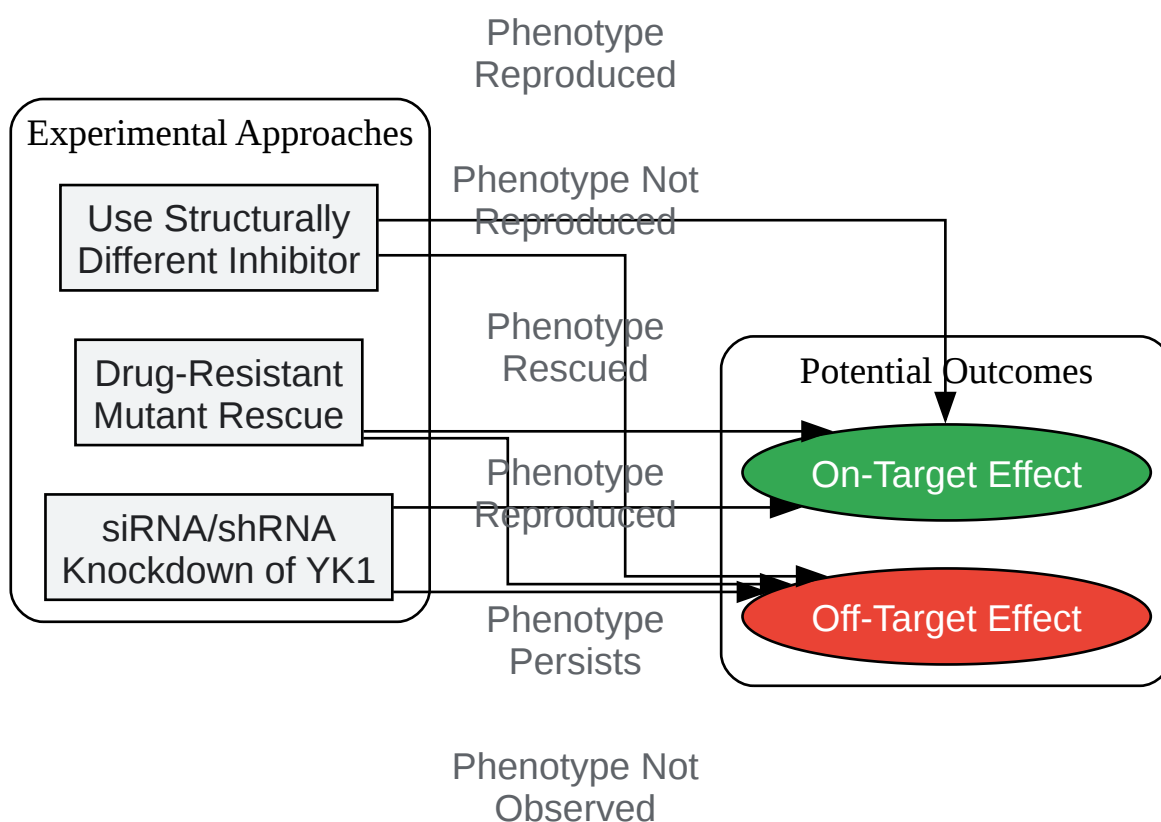 Phenotype
Reproduced
Experimental Approaches
Phenotype Not
Reproduced
Use Structurally
Different Inhibitor
Phenotype
Rescued
Drug-Resistant
Mutant Rescue
Potential Outcomes
On-Target Effect
Phenotype
Reproduced
siRNA/shRNA
Knockdown of YK1
Off-Target Effect
Phenotype
Persists
Phenotype Not
Observed